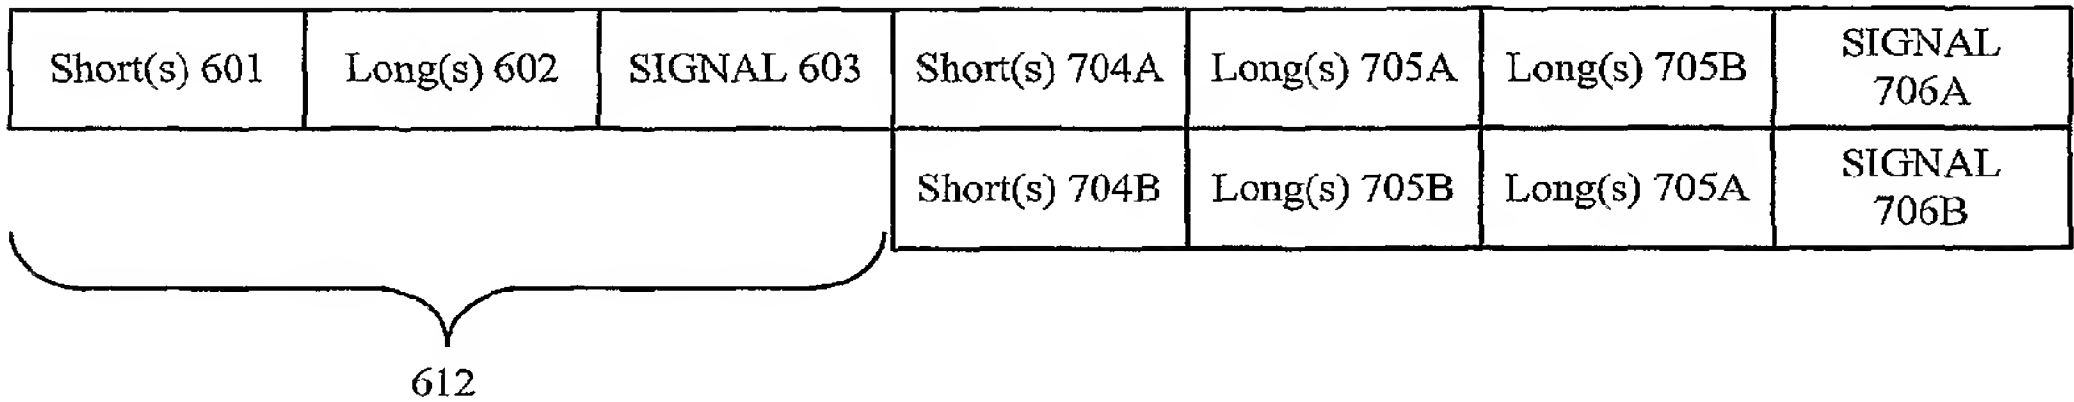 Short(s) 601 Long(s) 602 SIGNAL 603 Short(s) 704A Long(s) 705A Long(s) 705B SIGNAL 706A
Short(s) 704B Long(s) 705B Long(s) 705A SIGNAL 706B
612